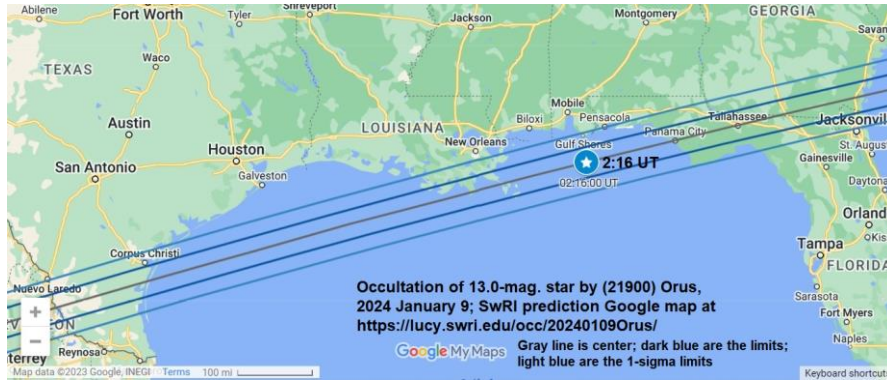 Abilene
Fort Worth
Tyler
Shreveport
Jackson
Montgomery
GEORGIA
Savan
Waco
TEXAS
Mobile
Austin
LOUISIANA
Biloxi
Pensacola
Tallahassee
Jacksonvil
Houston
New Orleans
Gulf Shores
Panama City
St. Augus
San Antonio
2:16 UT
Gainesville
Galveston
02:16:00 UT
Daytona
Orland
Corpus Christi
Kis
Tampa
FLORIDA
Nuevo Laredo
Occultation of 13.0-mag. star by (21900) Orus,
2024 January 9; SwRI prediction Google map at
https://lucy.swri.edu/occ/20240109Orus/
Sarasota
Fort Myers
+
Gray line is center; dark blue are the limits;
light blue are the 1-sigma limits
Naples
−
Reynosa
Google My Maps
Map data ©2023 Google, INEGI Terms 100 mi
Keyboard shortcuts